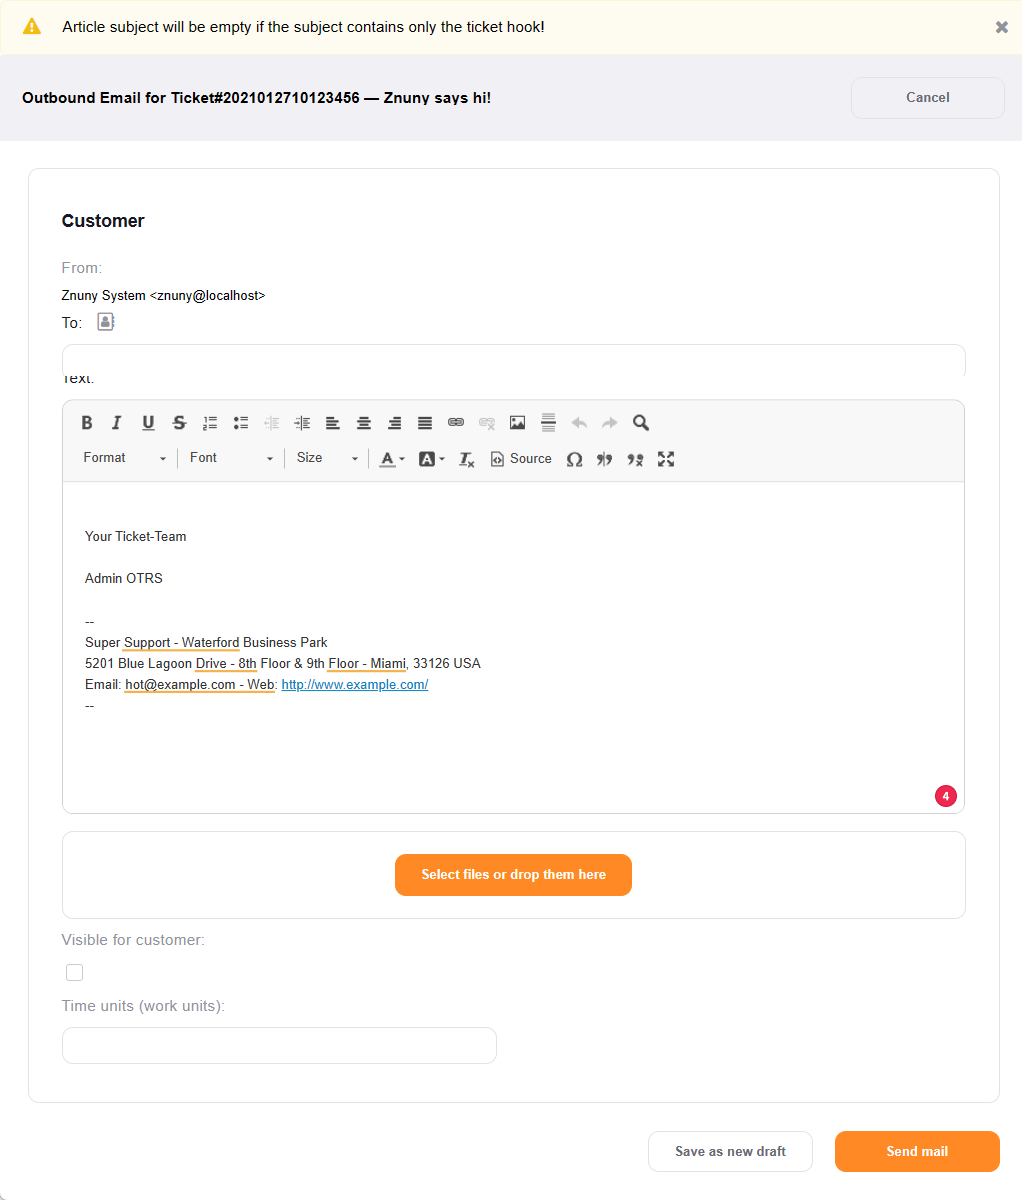 Article subject will be empty if the subject contains only the ticket hook!
Outbound Email for Ticket#2021012710123456 — Znuny says hi!
Cancel
Customer
From:
Znuny System <znuny@localhost>
To:
Text:
Format
Font
Size
Source
Your Ticket-Team
Admin OTRS
--
Super Support - Waterford Business Park
5201 Blue Lagoon Drive - 8th Floor & 9th Floor - Miami, 33126 USA
Email: hot@example.com - Web: http://www.example.com/
--
4
Select files or drop them here
Visible for customer:
Time units (work units):
Save as new draft
Send mail